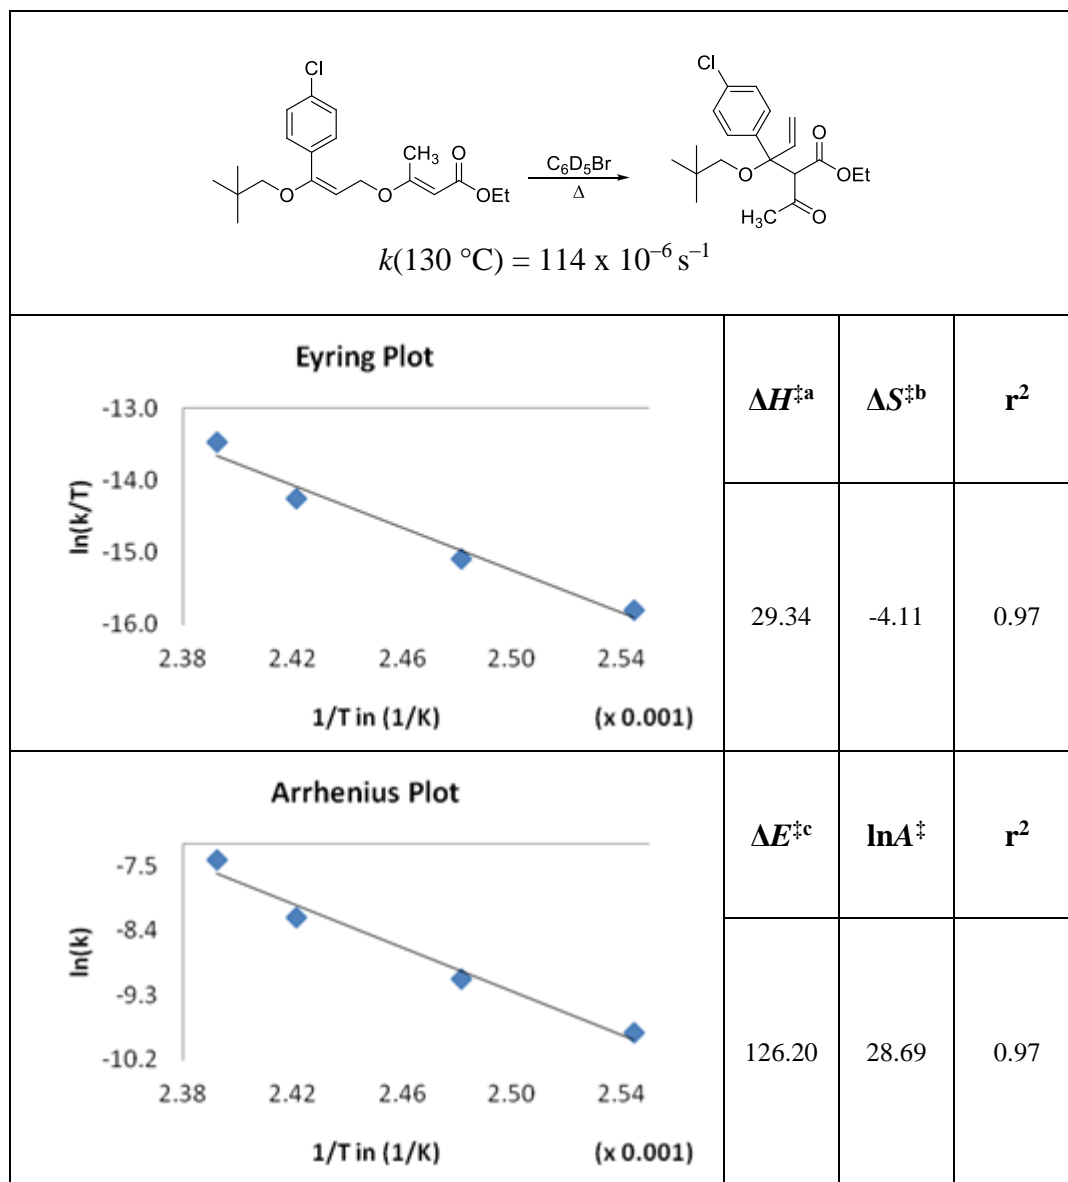 Cl
CH3
O
O
O
OEt
C6D5Br
Δ
Cl
O
O
OEt
H3C
O
k(130 °C) = 114 x 10⁻⁶ s⁻¹
Eyring Plot
ln(k/T)
-13.0
-14.0
-15.0
-16.0
2.38 2.42 2.46 2.50 2.54
1/T in (1/K) (x 0.001)
ΔH‡a ΔS‡b r²
29.34 -4.11 0.97
Arrhenius Plot
ln(k)
-7.5
-8.4
-9.3
-10.2
2.38 2.42 2.46 2.50 2.54
1/T in (1/K) (x 0.001)
ΔE‡c lnA‡ r²
126.20 28.69 0.97